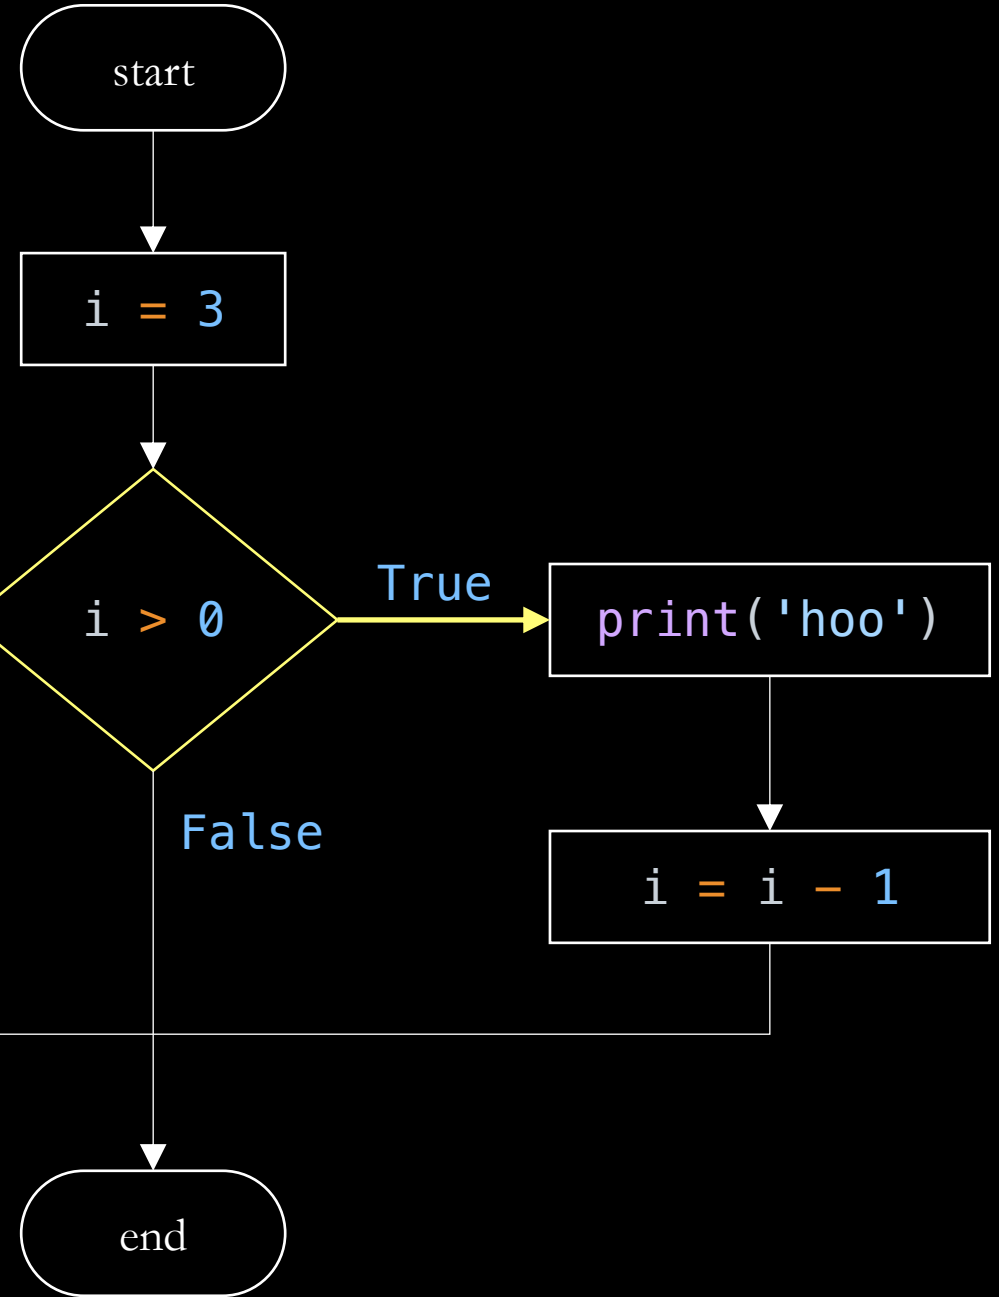 start
i = 3
i > 0
True
print('hoo')
False
i = i − 1
end